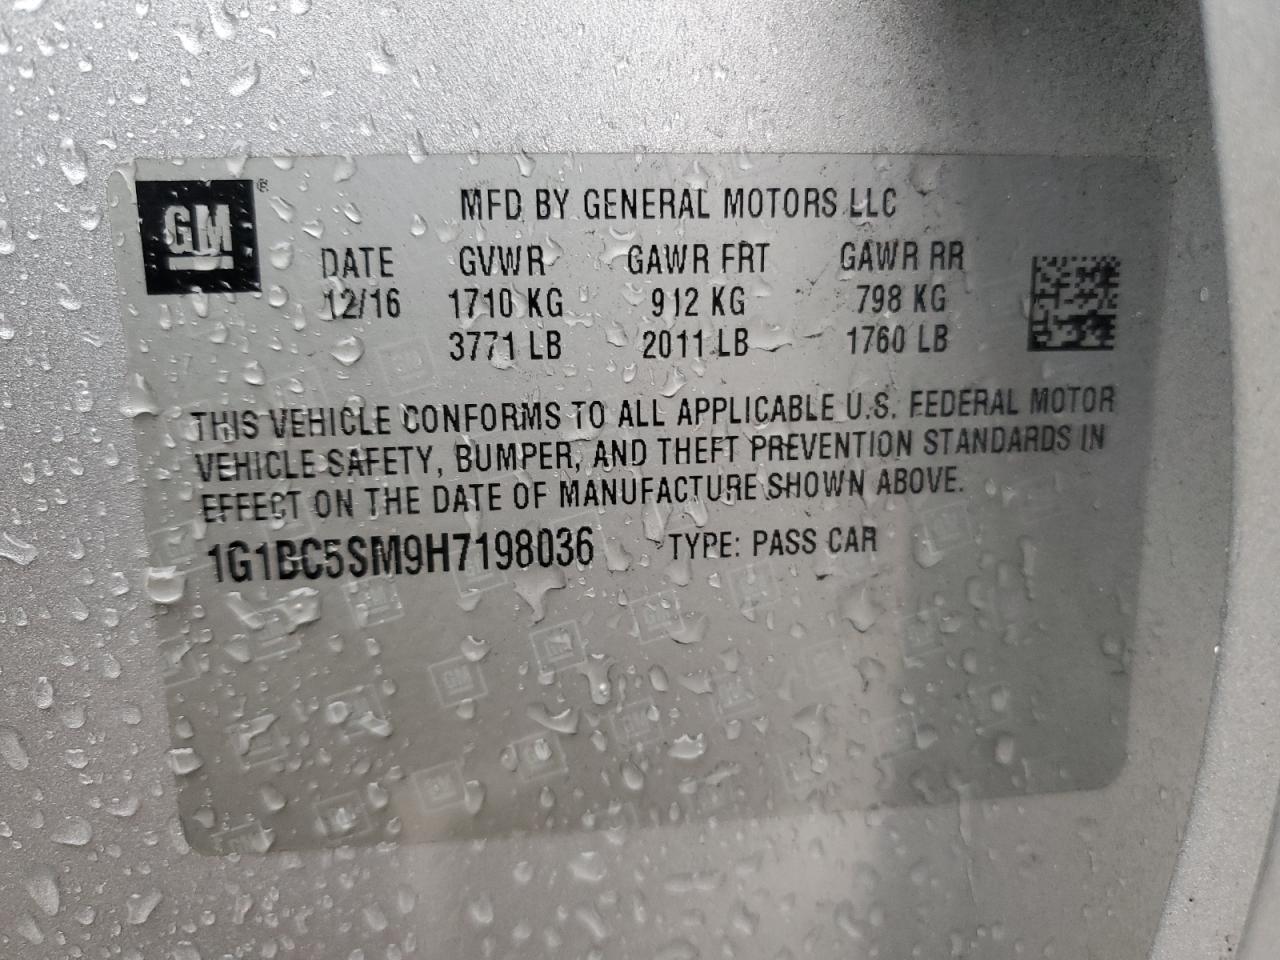 GM ®
MFD BY GENERAL MOTORS LLC
DATE GVWR GAWR FRT GAWR RR
12/16 1710 KG 912 KG 798 KG
3771 LB 2011 LB 1760 LB
THIS VEHICLE CONFORMS TO ALL APPLICABLE U.S. FEDERAL MOTOR
VEHICLE SAFETY, BUMPER, AND THEFT PREVENTION STANDARDS IN
EFFECT ON THE DATE OF MANUFACTURE SHOWN ABOVE.
1G1BC5SM9H7198036 TYPE: PASS CAR
GM